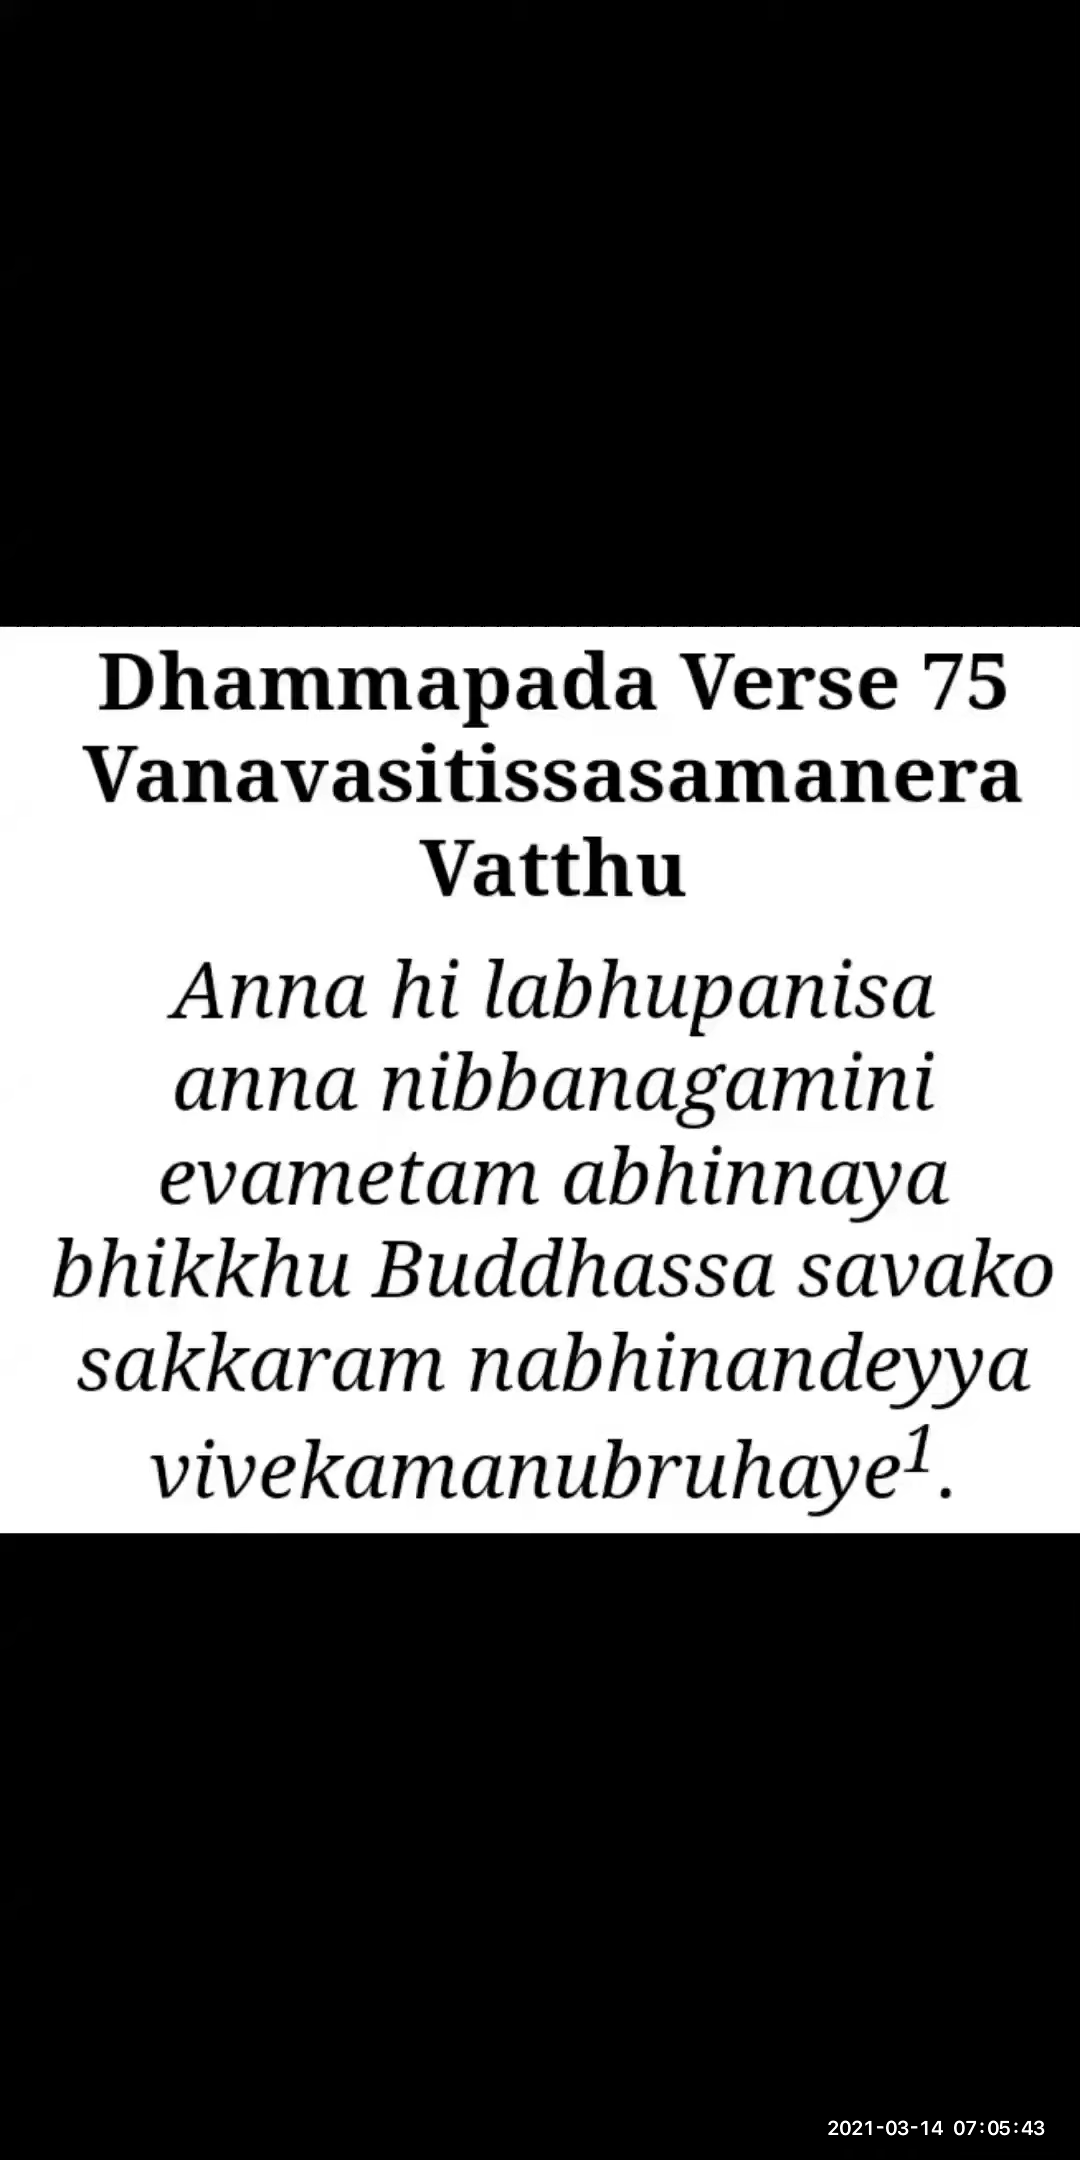 Dhammapada Verse 75
Vanavasitissasamanera
Vatthu
Anna hi labhupanisa
anna nibbanagamini
evametam abhinnaya
bhikkhu Buddhassa savako
sakkaram nabhinandeyya
vivekamanubruhaye¹.
2021-03-14 07:05:43